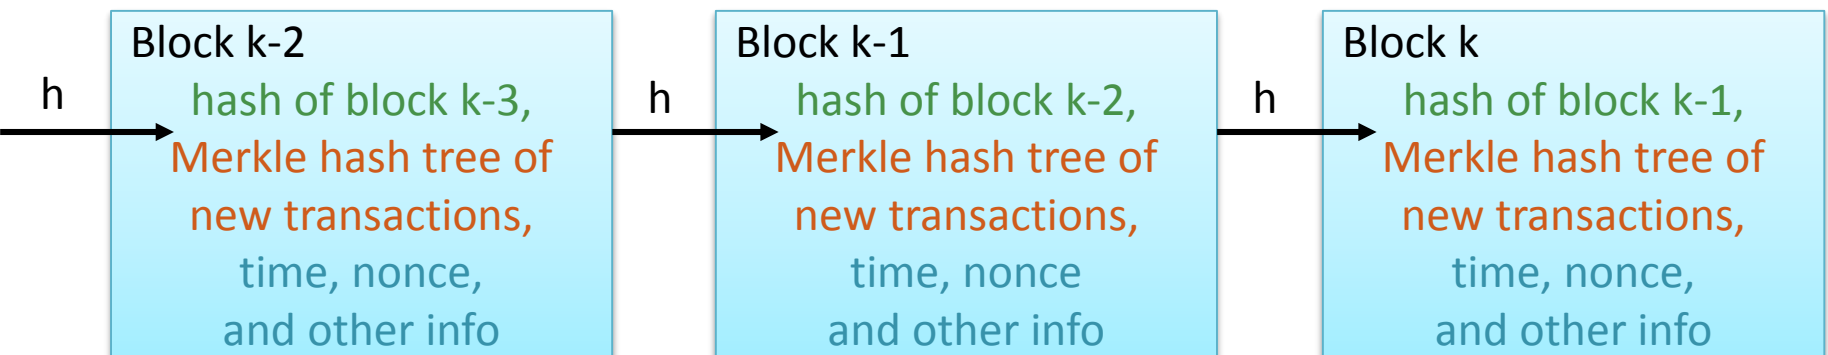 h
Block k-2
hash of block k-3,
Merkle hash tree of
new transactions,
time, nonce,
and other info
h
Block k-1
hash of block k-2,
Merkle hash tree of
new transactions,
time, nonce
and other info
h
Block k
hash of block k-1,
Merkle hash tree of
new transactions,
time, nonce,
and other info